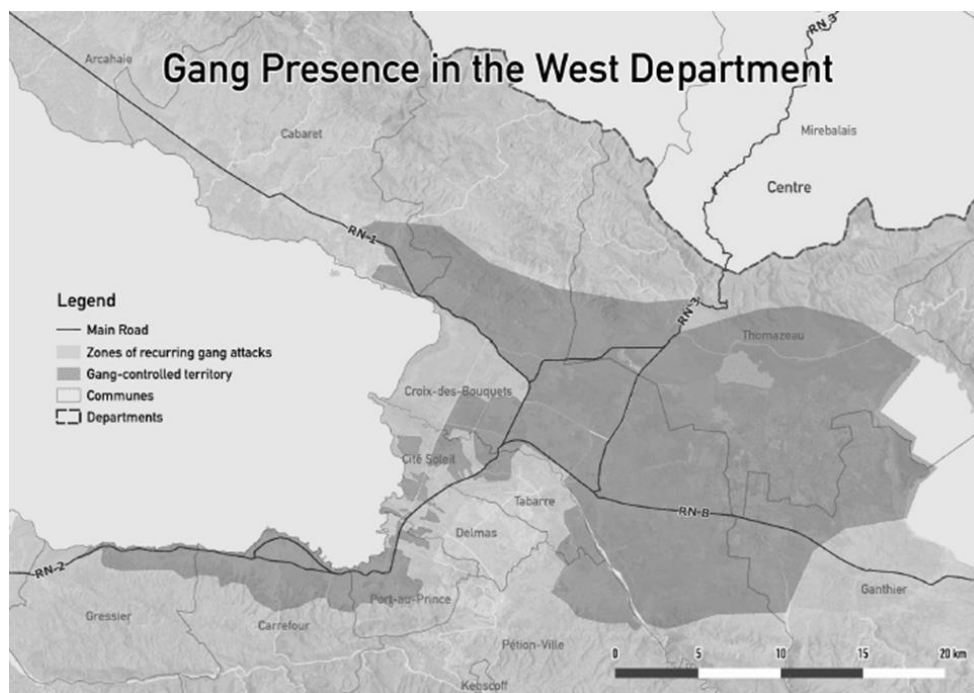 Gang Presence in the West Department
Arcahaie
RN 3
Cabaret
Mirebalais
Centre
RN-1
Legend
Main Road
Zones of recurring gang attacks
Gang-controlled territory
Communes
Departments
RN-3
Thomazeau
Croix-des-Bouquets
Cité Soleil
Tabarre
RN-8
Delmas
RN-2
Port-au-Prince
Ganthier
Gressier
Carrefour
Pétion-Ville
Kenscoff
0 5 10 15 20 km